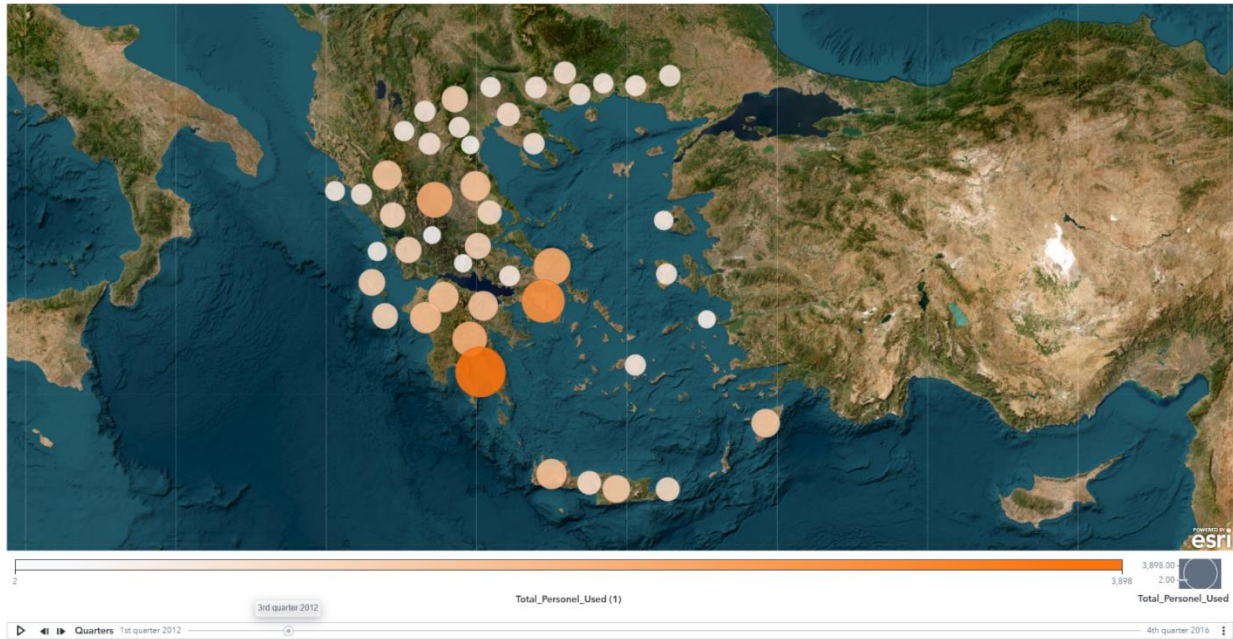 POWERED BY
esri
2
3,898
3,898.00
2.00
Total_Personel_Used (1)
Total_Personel_Used
3rd quarter 2012
Quarters 1st quarter 2012
4th quarter 2016